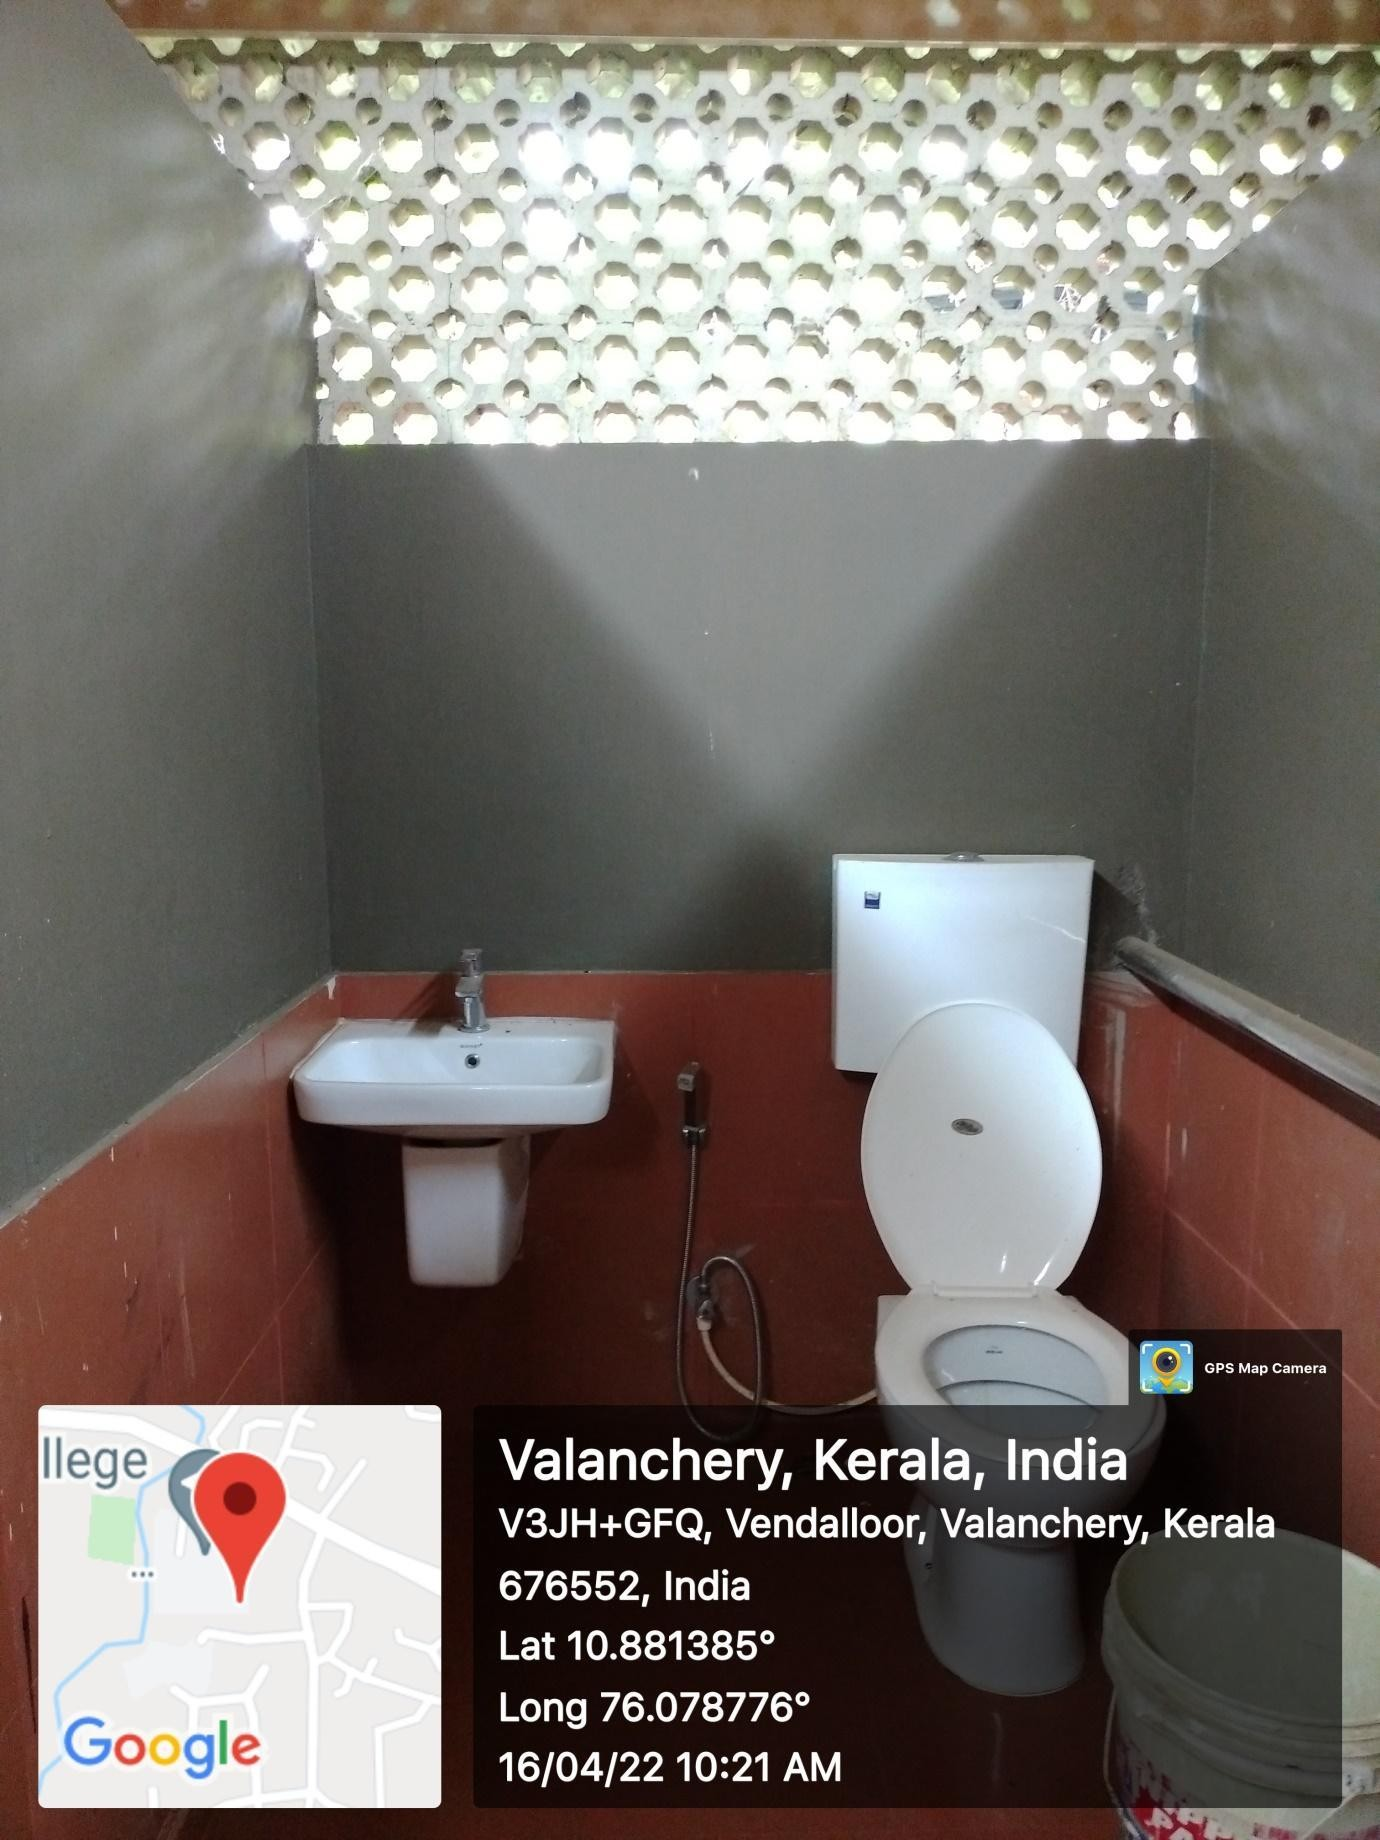 GPS Map Camera
llege
...
Google
Valanchery, Kerala, India
V3JH+GFQ, Vendalloor, Valanchery, Kerala
676552, India
Lat 10.881385°
Long 76.078776°
16/04/22 10:21 AM